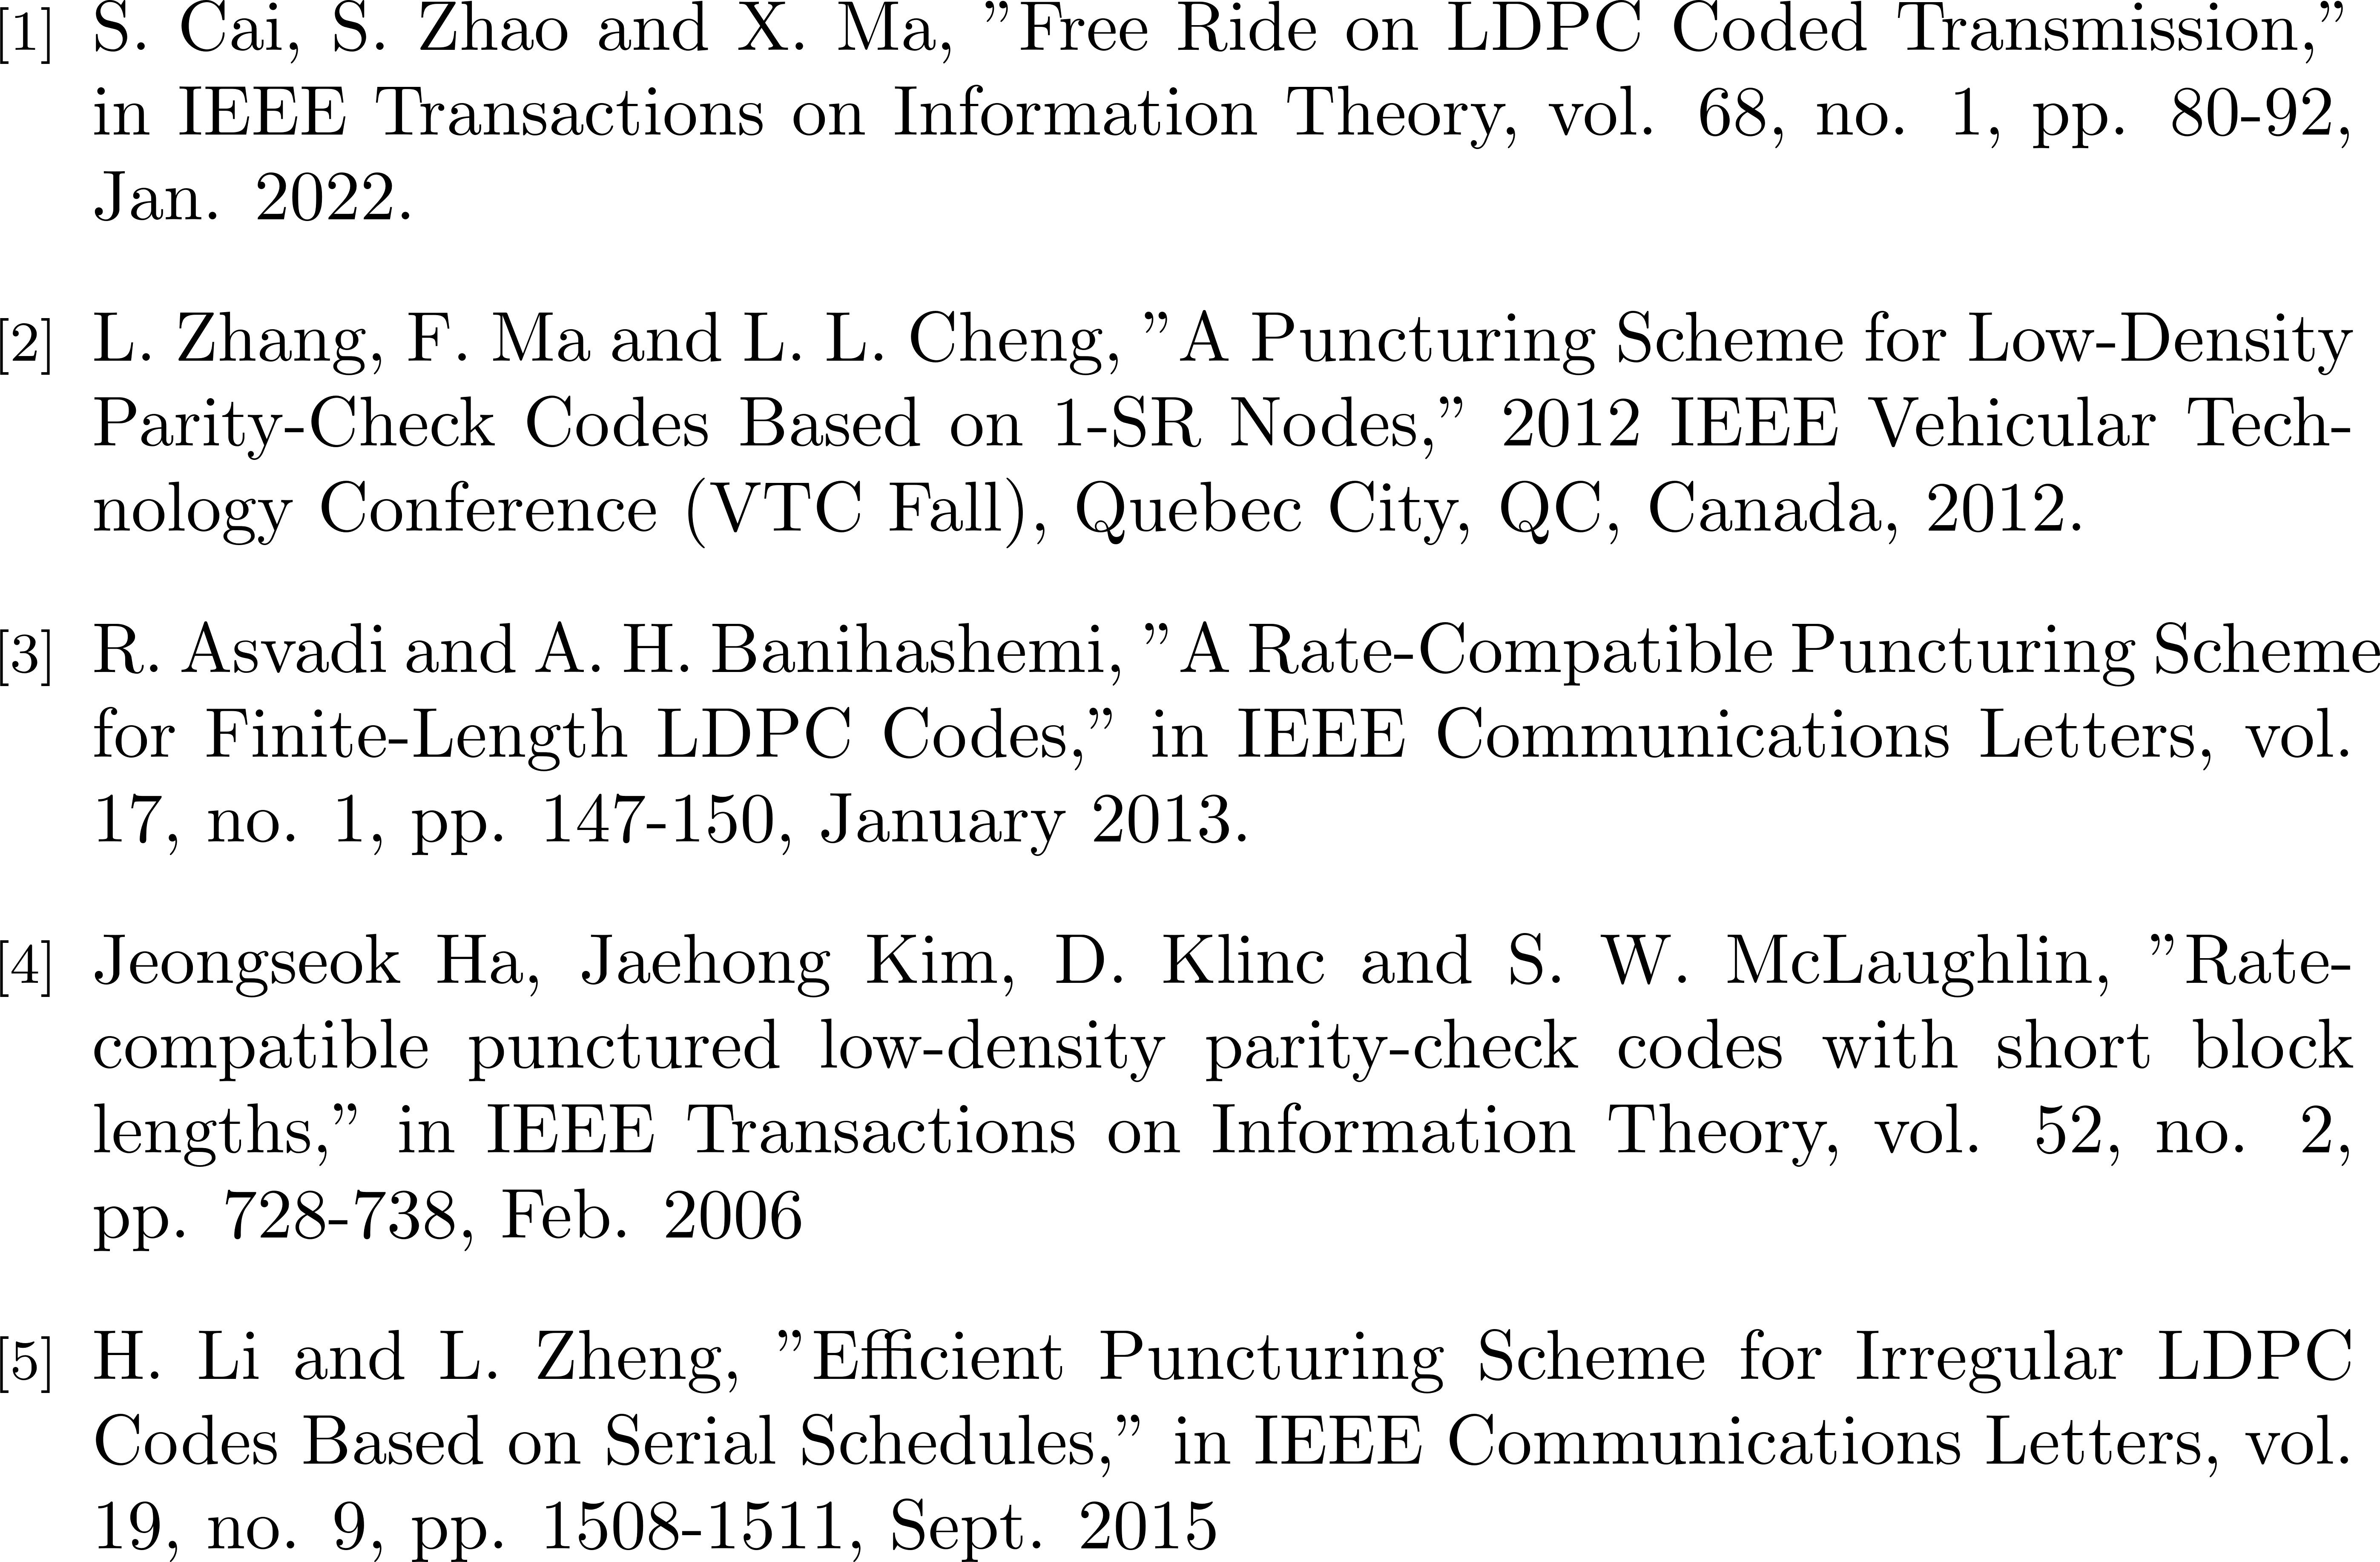 [1] S. Cai, S. Zhao and X. Ma, ”Free Ride on LDPC Coded Transmission,”
in IEEE Transactions on Information Theory, vol. 68, no. 1, pp. 80-92,
Jan. 2022.
[2] L. Zhang, F. Ma and L. L. Cheng, ”A Puncturing Scheme for Low-Density
Parity-Check Codes Based on 1-SR Nodes,” 2012 IEEE Vehicular Tech-
nology Conference (VTC Fall), Quebec City, QC, Canada, 2012.
[3] R. Asvadi and A. H. Banihashemi, ”A Rate-Compatible Puncturing Scheme
for Finite-Length LDPC Codes,” in IEEE Communications Letters, vol.
17, no. 1, pp. 147-150, January 2013.
[4] Jeongseok Ha, Jaehong Kim, D. Klinc and S. W. McLaughlin, ”Rate-
compatible punctured low-density parity-check codes with short block
lengths,” in IEEE Transactions on Information Theory, vol. 52, no. 2,
pp. 728-738, Feb. 2006
[5] H. Li and L. Zheng, ”Efficient Puncturing Scheme for Irregular LDPC
Codes Based on Serial Schedules,” in IEEE Communications Letters, vol.
19, no. 9, pp. 1508-1511, Sept. 2015